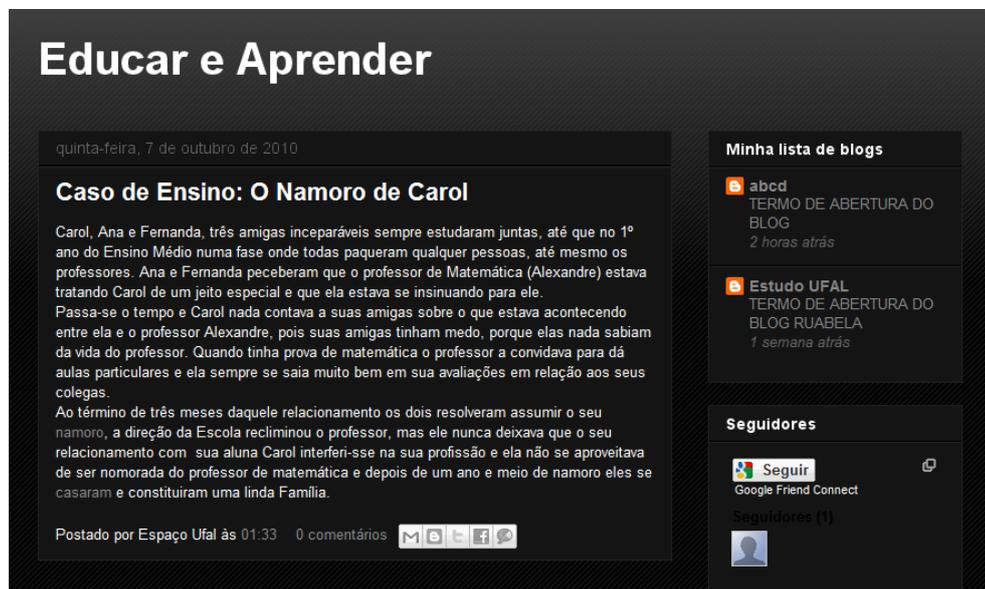 Educar e Aprender
quinta-feira, 7 de outubro de 2010
Caso de Ensino: O Namoro de Carol
Carol, Ana e Fernanda, três amigas inceparáveis sempre estudaram juntas, até que no 1º
ano do Ensino Médio numa fase onde todas paqueram qualquer pessoas, até mesmo os
professores. Ana e Fernanda peceberam que o professor de Matemática (Alexandre) estava
tratando Carol de um jeito especial e que ela estava se insinuando para ele.
Passa-se o tempo e Carol nada contava a suas amigas sobre o que estava acontecendo
entre ela e o professor Alexandre, pois suas amigas tinham medo, porque elas nada sabiam
da vida do professor. Quando tinha prova de matemática o professor a convidava para dá
aulas particulares e ela sempre se saia muito bem em sua avaliações em relação aos seus
colegas.
Ao término de três meses daquele relacionamento os dois resolveram assumir o seu
namoro, a direção da Escola recliminou o professor, mas ele nunca deixava que o seu
relacionamento com  sua aluna Carol interferi-sse na sua profissão e ela não se aproveitava
de ser nomorada do professor de matemática e depois de um ano e meio de namoro eles se
casaram e constituiram uma linda Família.
Postado por Espaço Ufal às 01:33 0 comentários
Minha lista de blogs
abcd
TERMO DE ABERTURA DO
BLOG
2 horas atrás
Estudo UFAL
TERMO DE ABERTURA DO
BLOG RUABELA
1 semana atrás
Seguidores
Seguir
Google Friend Connect
Seguidores (1)